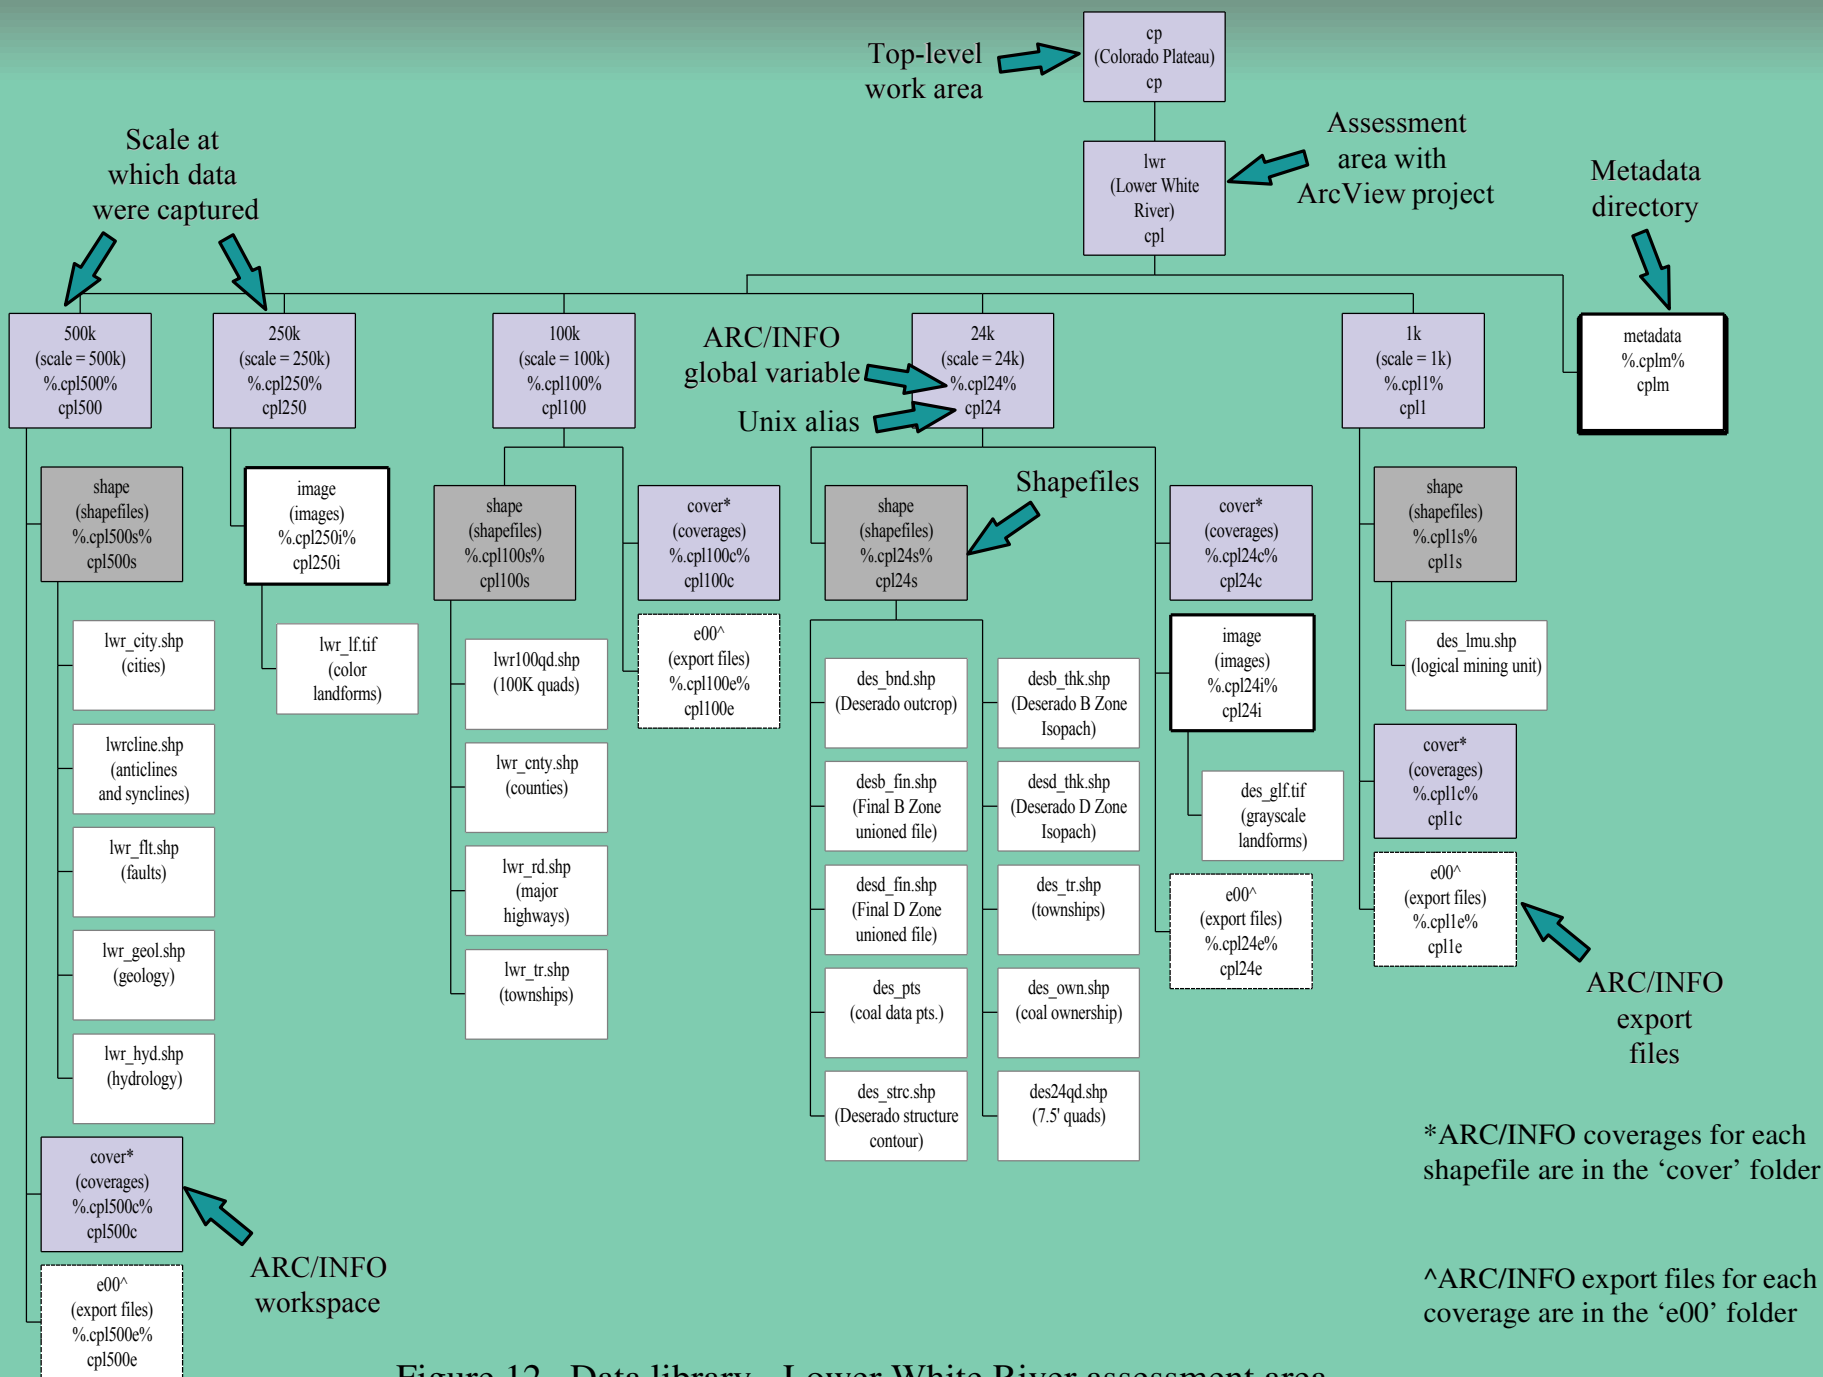 cp
(Colorado Plateau)
cp
Top-level
work area
lwr
(Lower White
River)
cpl
Assessment
area with
ArcView project
Metadata
directory
Scale at
which data
were captured
500k
(scale = 500k)
%.cpl500%
cpl500
250k
(scale = 250k)
%.cpl250%
cpl250
100k
(scale = 100k)
%.cpl100%
cpl100
ARC/INFO
global variable
Unix alias
24k
(scale = 24k)
%.cpl24%
cpl24
1k
(scale = 1k)
%.cpl1%
cpl1
metadata
%.cplm%
cplm
shape
(shapefiles)
%.cpl500s%
cpl500s
lwr_city.shp
(cities)
lwrcline.shp
(anticlines
and synclines)
lwr_flt.shp
(faults)
lwr_geol.shp
(geology)
lwr_hyd.shp
(hydrology)
cover*
(coverages)
%.cpl500c%
cpl500c
ARC/INFO
workspace
e00^
(export files)
%.cpl500e%
cpl500e
image
(images)
%.cpl250i%
cpl250i
lwr_lf.tif
(color
landforms)
shape
(shapefiles)
%.cpl100s%
cpl100s
lwr100qd.shp
(100K quads)
lwr_cnty.shp
(counties)
lwr_rd.shp
(major
highways)
lwr_tr.shp
(townships)
cover*
(coverages)
%.cpl100c%
cpl100c
e00^
(export files)
%.cpl100e%
cpl100e
shape
(shapefiles)
%.cpl24s%
cpl24s
Shapefiles
des_bnd.shp
(Deserado outcrop)
desb_fin.shp
(Final B Zone
unioned file)
desd_fin.shp
(Final D Zone
unioned file)
des_pts
(coal data pts.)
des_strc.shp
(Deserado structure
contour)
desb_thk.shp
(Deserado B Zone
Isopach)
desd_thk.shp
(Deserado D Zone
Isopach)
des_tr.shp
(townships)
des_own.shp
(coal ownership)
des24qd.shp
(7.5' quads)
cover*
(coverages)
%.cpl24c%
cpl24c
image
(images)
%.cpl24i%
cpl24i
des_glf.tif
(grayscale
landforms)
e00^
(export files)
%.cpl24e%
cpl24e
shape
(shapefiles)
%.cpl1s%
cpl1s
des_lmu.shp
(logical mining unit)
cover*
(coverages)
%.cpl1c%
cpl1c
e00^
(export files)
%.cpl1e%
cpl1e
ARC/INFO
export
files
*ARC/INFO coverages for each
shapefile are in the ‘cover’ folder
^ARC/INFO export files for each
coverage are in the ‘e00’ folder
Figure 12. Data library - Lower White River assessment area